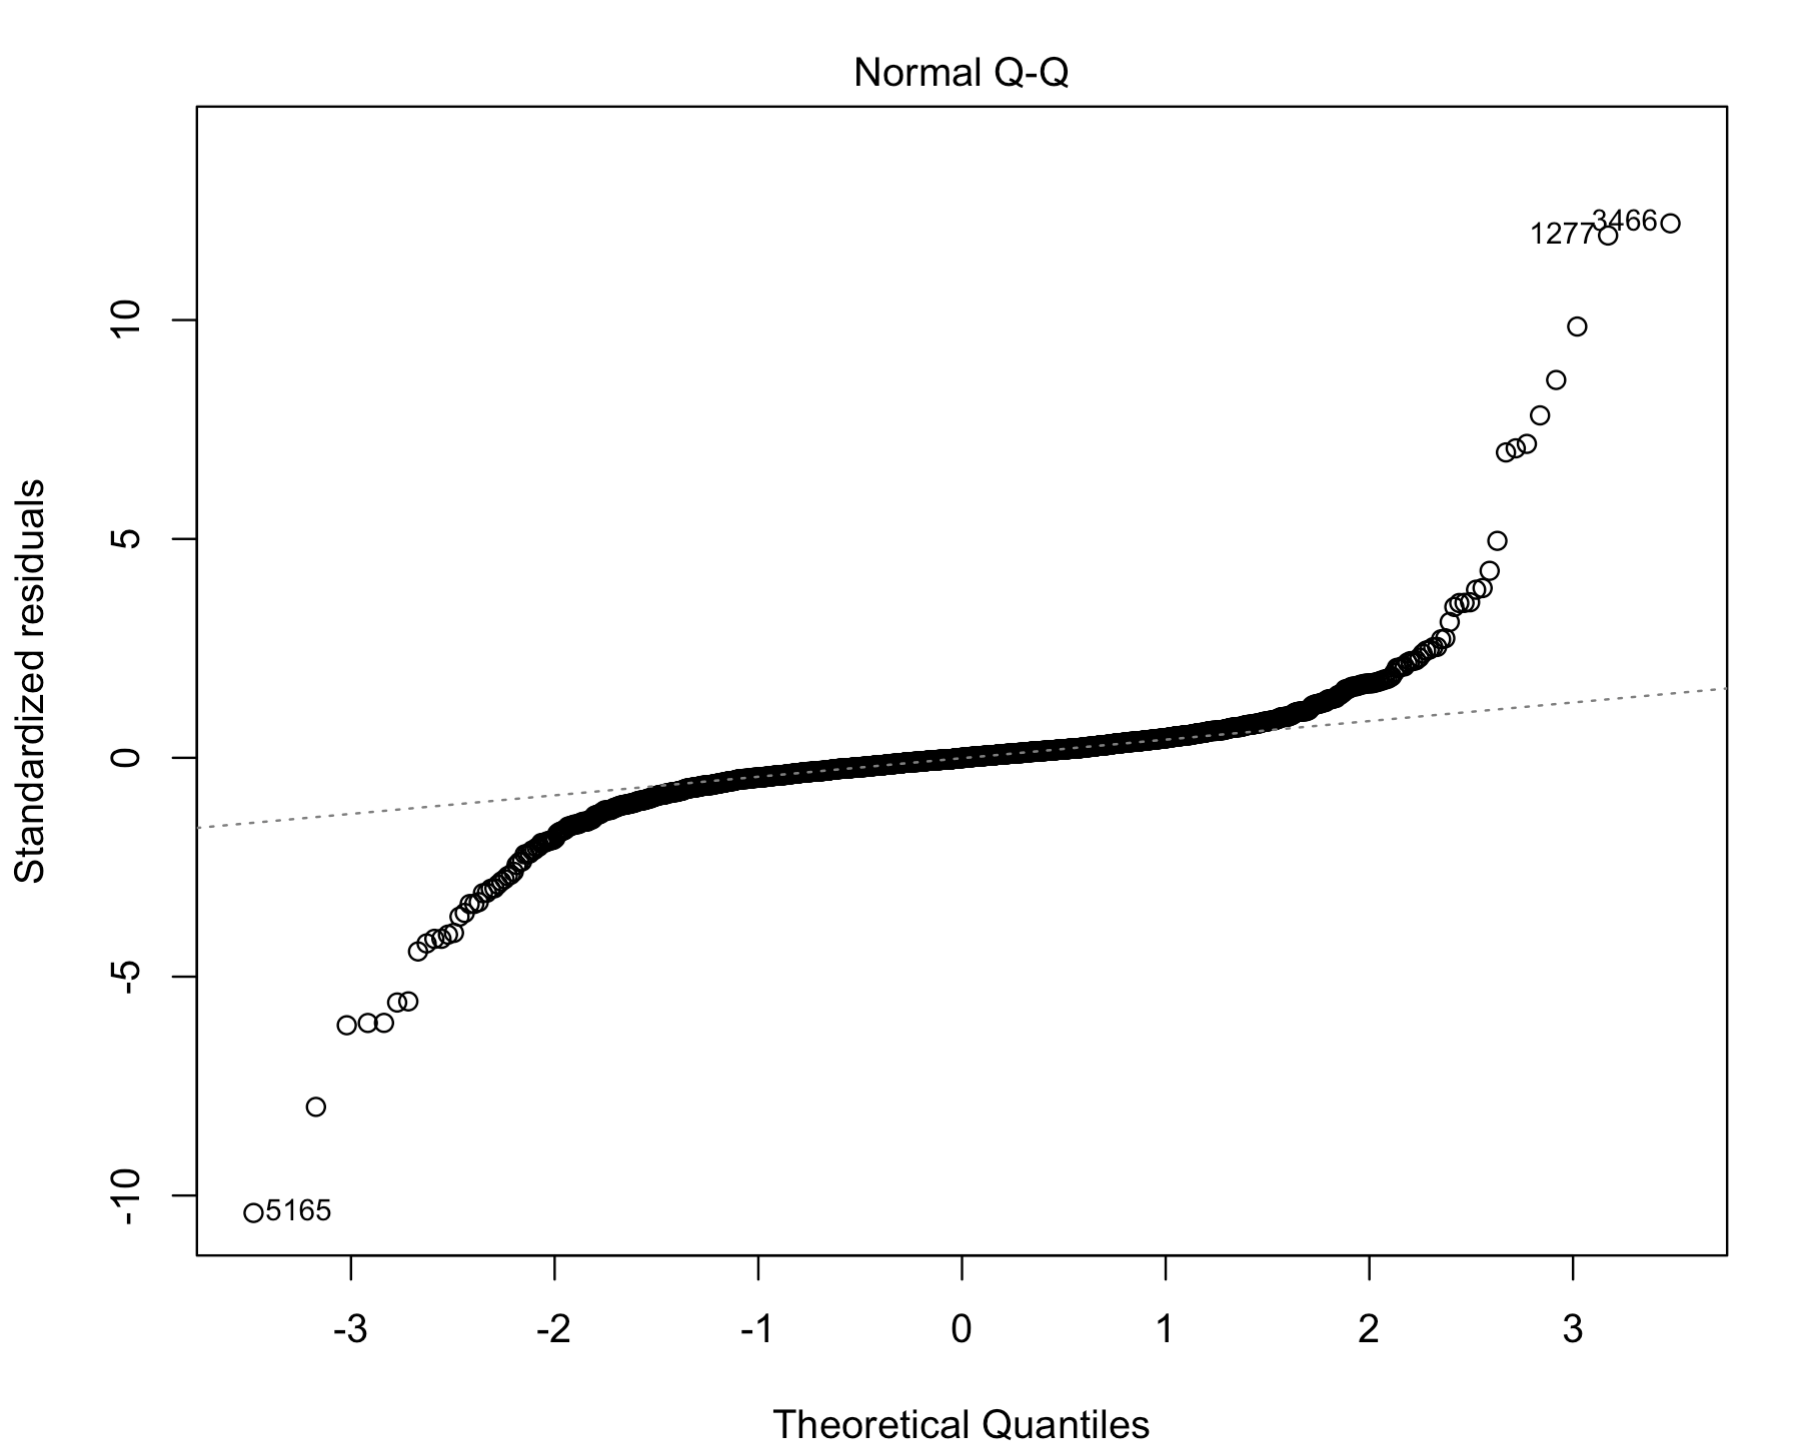 Normal Q-Q
3466
1277
10
5
0
-5
-10
Standardized residuals
5165
-3 -2 -1 0 1 2 3
Theoretical Quantiles